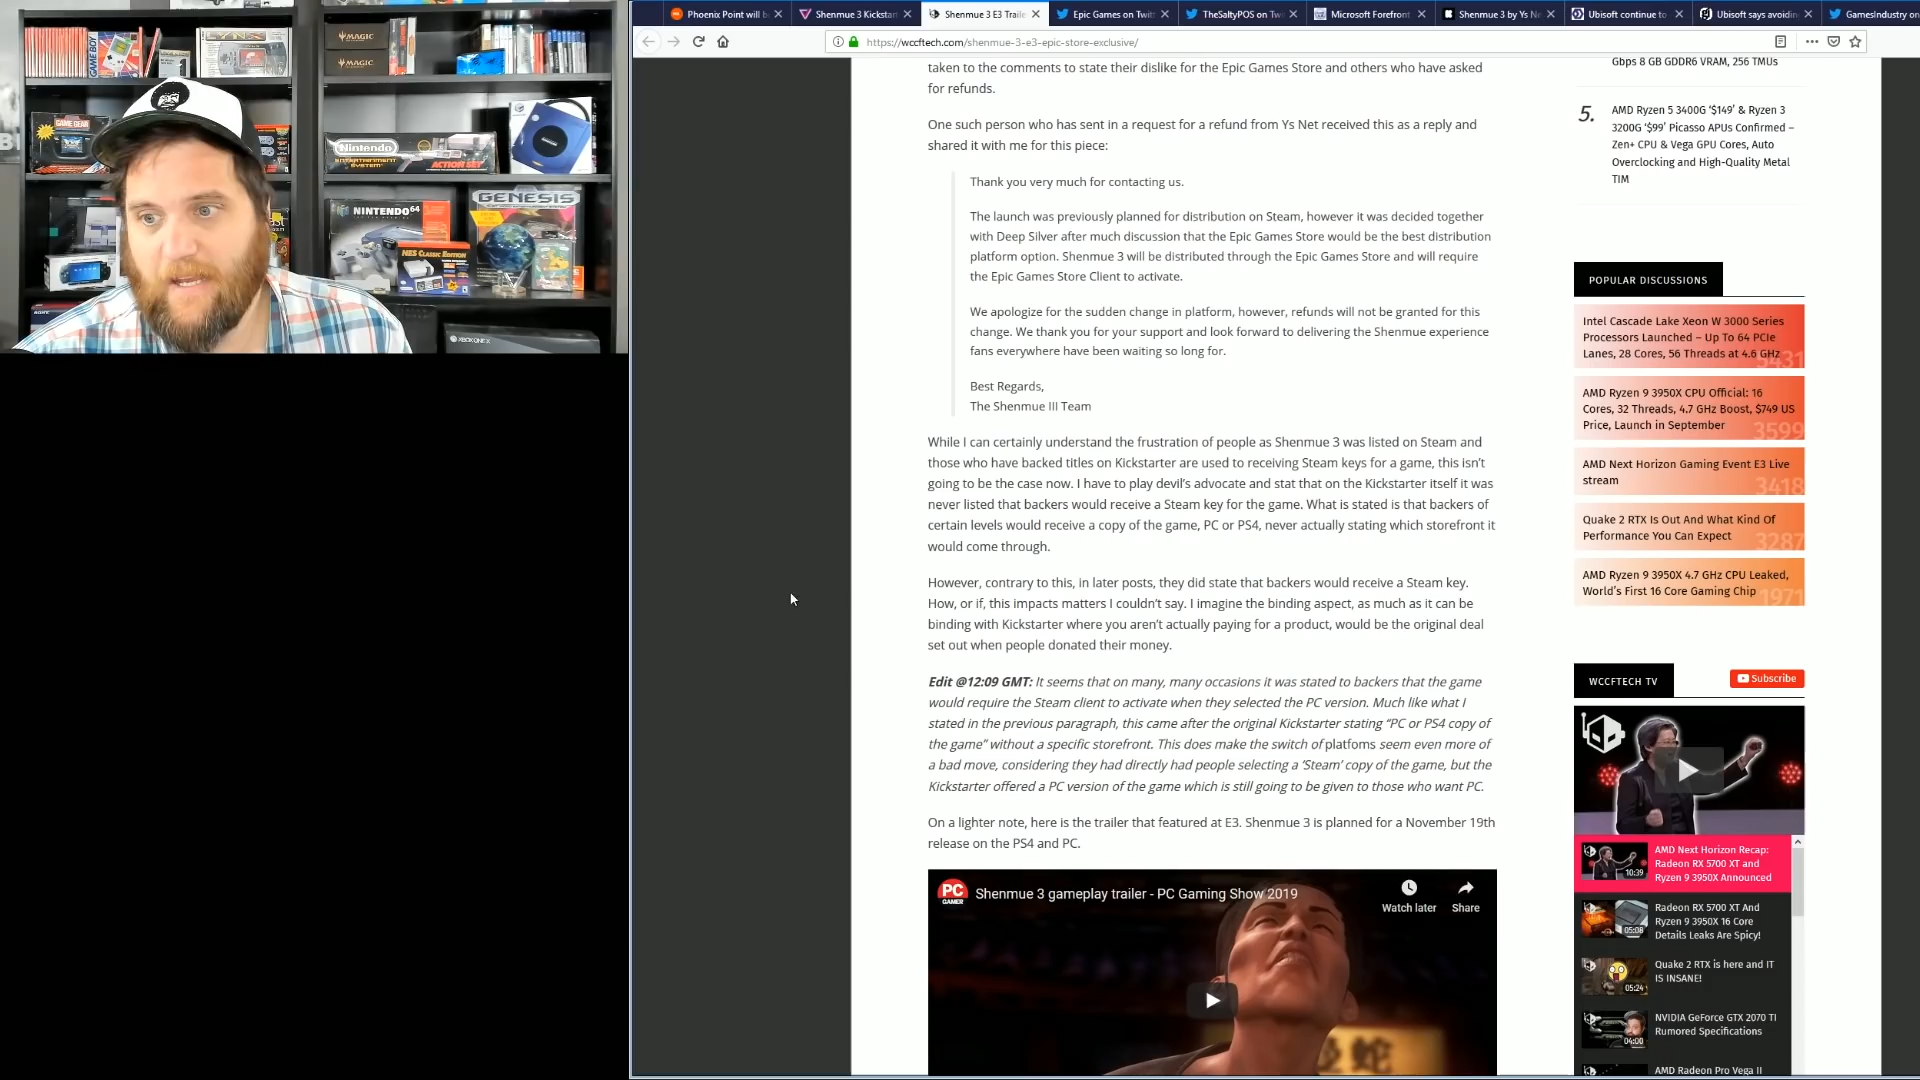 Phoenix Point will b
Shenmue 3 Kickstar
Shenmue 3 E3 Traile
Epic Games on Twit
TheSaltyPOS on Tw
Microsoft Forefront
Shenmue 3 by Ys Ne
Ubisoft continue to
Ubisoft says avoidin
GamesIndustry on
https://wccftech.com/shenmue-3-e3-epic-store-exclusive/
MAGIC
MAGIC
LYNX
GAME BOY
GAME GEAR
Nintendo
ENTERTAINMENT SYSTEM
ACTION SET
NINTENDO 64
NES CLASSIC EDITION
GENESIS
XBOX ONE X
taken to the comments to state their dislike for the Epic Games Store and others who have asked
for refunds.
One such person who has sent in a request for a refund from Ys Net received this as a reply and
shared it with me for this piece:
Thank you very much for contacting us.
The launch was previously planned for distribution on Steam, however it was decided together
with Deep Silver after much discussion that the Epic Games Store would be the best distribution
platform option. Shenmue 3 will be distributed through the Epic Games Store and will require
the Epic Games Store Client to activate.
We apologize for the sudden change in platform, however, refunds will not be granted for this
change. We thank you for your support and look forward to delivering the Shenmue experience
fans everywhere have been waiting so long for.
Best Regards,
The Shenmue III Team
While I can certainly understand the frustration of people as Shenmue 3 was listed on Steam and
those who have backed titles on Kickstarter are used to receiving Steam keys for a game, this isn't
going to be the case now. I have to play devil's advocate and stat that on the Kickstarter itself it was
never listed that backers would receive a Steam key for the game. What is stated is that backers of
certain levels would receive a copy of the game, PC or PS4, never actually stating which storefront it
would come through.
However, contrary to this, in later posts, they did state that backers would receive a Steam key.
How, or if, this impacts matters I couldn't say. I imagine the binding aspect, as much as it can be
binding with Kickstarter where you aren't actually paying for a product, would be the original deal
set out when people donated their money.
Edit @12:09 GMT: It seems that on many, many occasions it was stated to backers that the game
would require the Steam client to activate when they selected the PC version. Much like what I
stated in the previous paragraph, this came after the original Kickstarter stating "PC or PS4 copy of
the game" without a specific storefront. This does make the switch of platfoms seem even more of
a bad move, considering they had directly had people selecting a 'Steam' copy of the game, but the
Kickstarter offered a PC version of the game which is still going to be given to those who want PC.
On a lighter note, here is the trailer that featured at E3. Shenmue 3 is planned for a November 19th
release on the PS4 and PC.
PC GAMER
Shenmue 3 gameplay trailer - PC Gaming Show 2019
Watch later
Share
Gbps 8 GB GDDR6 VRAM, 256 TMUs
5.
AMD Ryzen 5 3400G '$149' & Ryzen 3
3200G '$99' Picasso APUs Confirmed –
Zen+ CPU & Vega GPU Cores, Auto
Overclocking and High-Quality Metal
TIM
POPULAR DISCUSSIONS
Intel Cascade Lake Xeon W 3000 Series
Processors Launched – Up To 64 PCIe
Lanes, 28 Cores, 56 Threads at 4.6 GHz
5431
AMD Ryzen 9 3950X CPU Official: 16
Cores, 32 Threads, 4.7 GHz Boost, $749 US
Price, Launch in September
3599
AMD Next Horizon Gaming Event E3 Live
stream
3418
Quake 2 RTX Is Out And What Kind Of
Performance You Can Expect
3287
AMD Ryzen 9 3950X 4.7 GHz CPU Leaked,
World's First 16 Core Gaming Chip
1971
WCCFTECH TV
Subscribe
AMD Next Horizon Recap:
Radeon RX 5700 XT and
Ryzen 9 3950X Announced
10:39
Radeon RX 5700 XT And
Ryzen 9 3950X 16 Core
Details Leaks Are Spicy!
05:08
Quake 2 RTX is here and IT
IS INSANE!
05:24
NVIDIA GeForce GTX 2070 TI
Rumored Specifications
04:00
AMD Radeon Pro Vega II